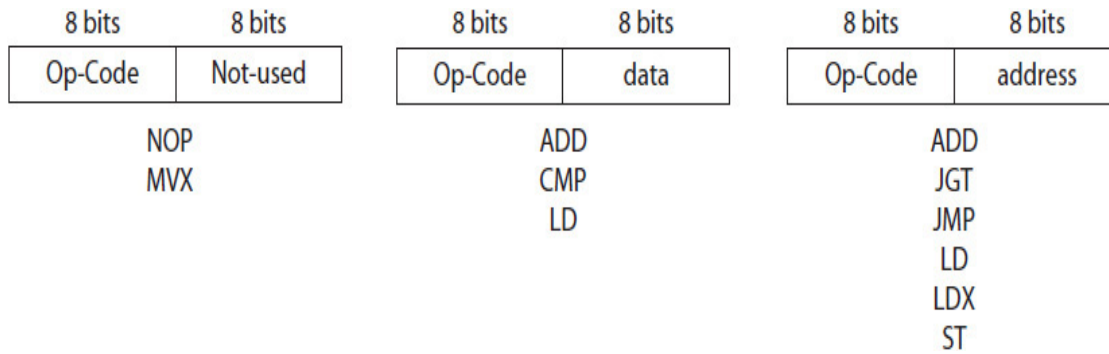 8 bits 8 bits 8 bits 8 bits 8 bits 8 bits
Op-Code Not-used Op-Code data Op-Code address
NOP ADD ADD
MVX CMP JGT
LD JMP
LD
LDX
ST